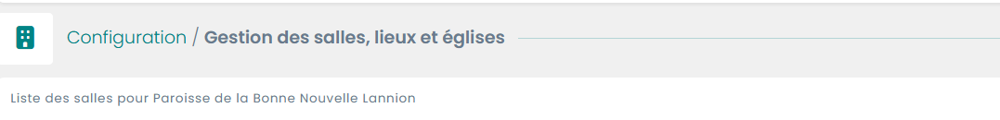 Configuration / Gestion des salles, lieux et églises
Liste des salles pour Paroisse de la Bonne Nouvelle Lannion